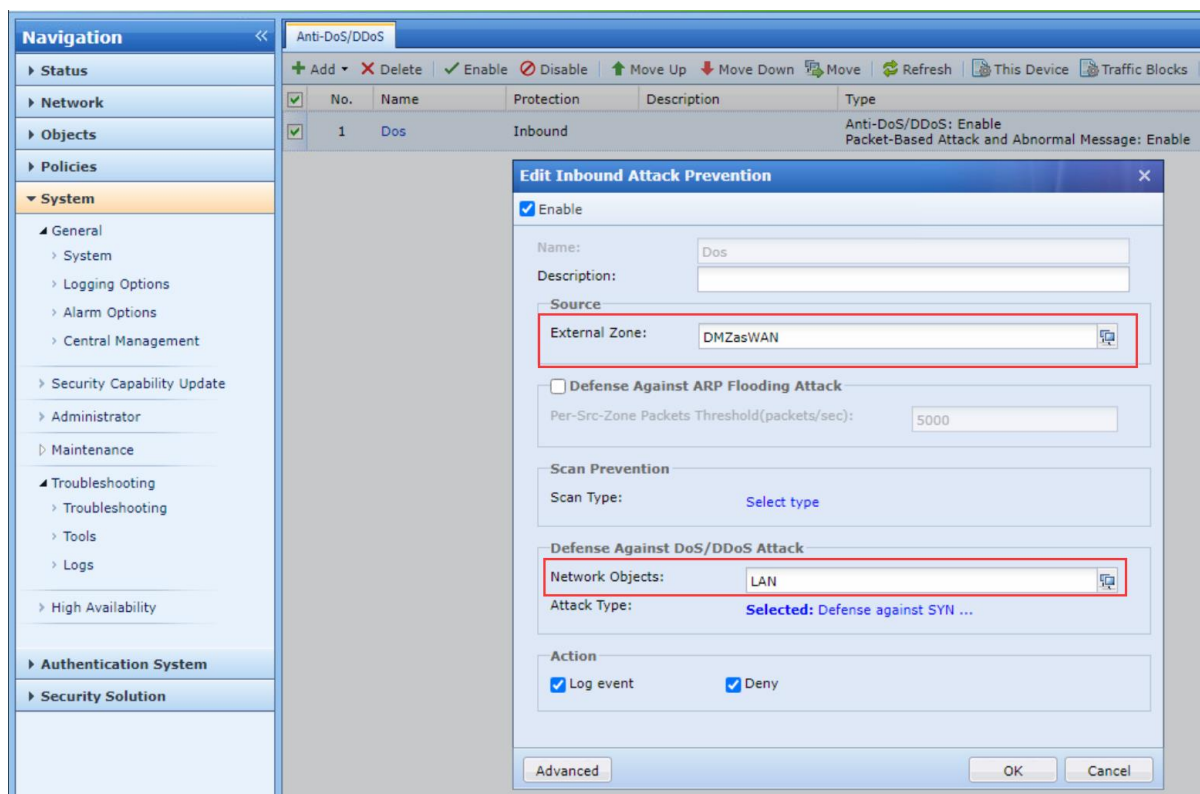 Navigation
Anti-DoS/DDoS
Status
Network
Objects
Policies
System
General
System
Logging Options
Alarm Options
Central Management
Security Capability Update
Administrator
Maintenance
Troubleshooting
Troubleshooting
Tools
Logs
High Availability
Authentication System
Security Solution
Add Delete Enable Disable Move Up Move Down Move Refresh This Device Traffic Blocks
No. Name Protection Description Type
1 Dos Inbound Anti-DoS/DDoS: Enable
Packet-Based Attack and Abnormal Message: Enable
Edit Inbound Attack Prevention
Enable
Name: Dos
Description:
Source
External Zone: DMZasWAN
Defense Against ARP Flooding Attack
Per-Src-Zone Packets Threshold(packets/sec): 5000
Scan Prevention
Scan Type: Select type
Defense Against DoS/DDoS Attack
Network Objects: LAN
Attack Type: Selected: Defense against SYN ...
Action
Log event Deny
Advanced OK Cancel